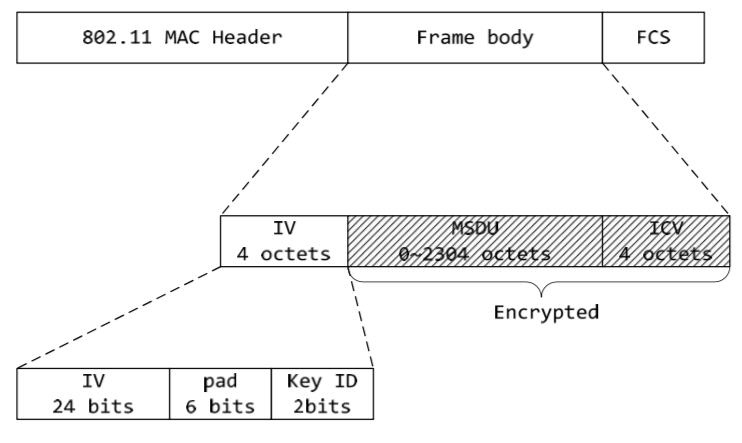 802.11 MAC Header
Frame body
FCS
IV
4 octets
MSDU
0~2304 octets
ICV
4 octets
Encrypted
IV
24 bits
pad
6 bits
Key ID
2bits